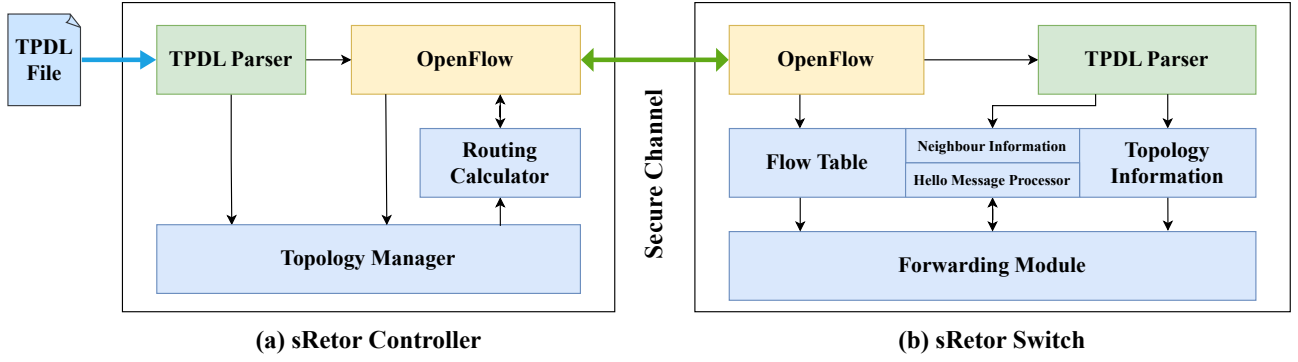 TPDL
File
TPDL Parser
OpenFlow
Routing
Calculator
Topology Manager
(a) sRetor Controller
Secure Channel
OpenFlow
TPDL Parser
Flow Table
Neighbour Information
Hello Message Processor
Topology
Information
Forwarding Module
(b) sRetor Switch